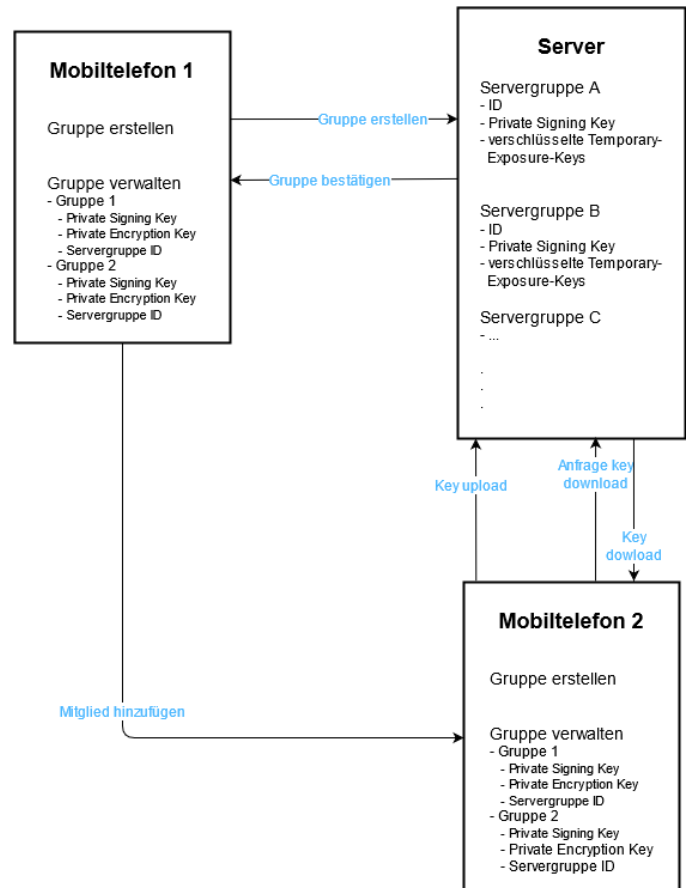 Mobiltelefon 1
Gruppe erstellen
Gruppe verwalten
- Gruppe 1
- Private Signing Key
- Private Encryption Key
- Servergruppe ID
- Gruppe 2
- Private Signing Key
- Private Encryption Key
- Servergruppe ID
Gruppe erstellen
Gruppe bestätigen
Server
Servergruppe A
- ID
- Private Signing Key
- verschlüsselte Temporary-
Exposure-Keys
Servergruppe B
- ID
- Private Signing Key
- verschlüsselte Temporary-
Exposure-Keys
Servergruppe C
- ...
.
.
.
Key upload
Anfrage key
download
Key
dowload
Mitglied hinzufügen
Mobiltelefon 2
Gruppe erstellen
Gruppe verwalten
- Gruppe 1
- Private Signing Key
- Private Encryption Key
- Servergruppe ID
- Gruppe 2
- Private Signing Key
- Private Encryption Key
- Servergruppe ID